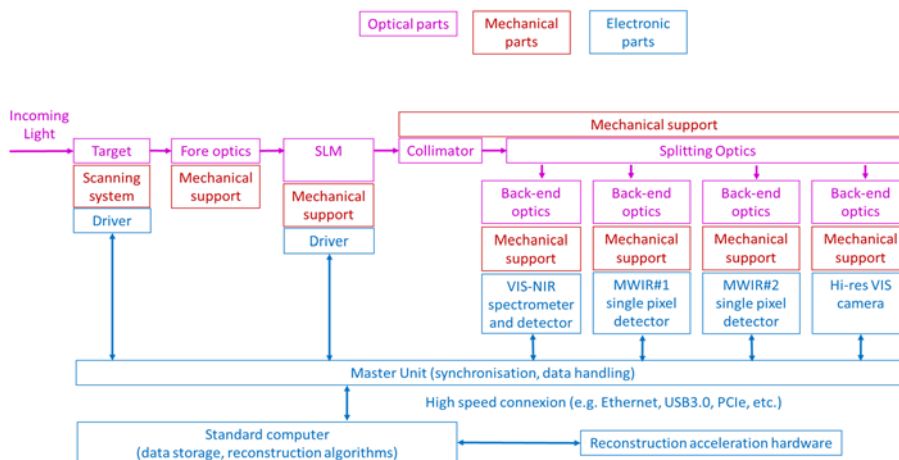 Optical parts
Mechanical
parts
Electronic
parts
Incoming
Light
Mechanical support
Target
Fore optics
SLM
Collimator
Splitting Optics
Scanning
system
Mechanical
support
Driver
Mechanical
support
Driver
Back-end
optics
Back-end
optics
Back-end
optics
Back-end
optics
Mechanical
support
Mechanical
support
Mechanical
support
Mechanical
support
VIS-NIR
spectrometer
and detector
MWIR#1
single pixel
detector
MWIR#2
single pixel
detector
Hi-res VIS
camera
Master Unit (synchronisation, data handling)
High speed connexion (e.g. Ethernet, USB3.0, PCIe, etc.)
Standard computer
(data storage, reconstruction algorithms)
Reconstruction acceleration hardware